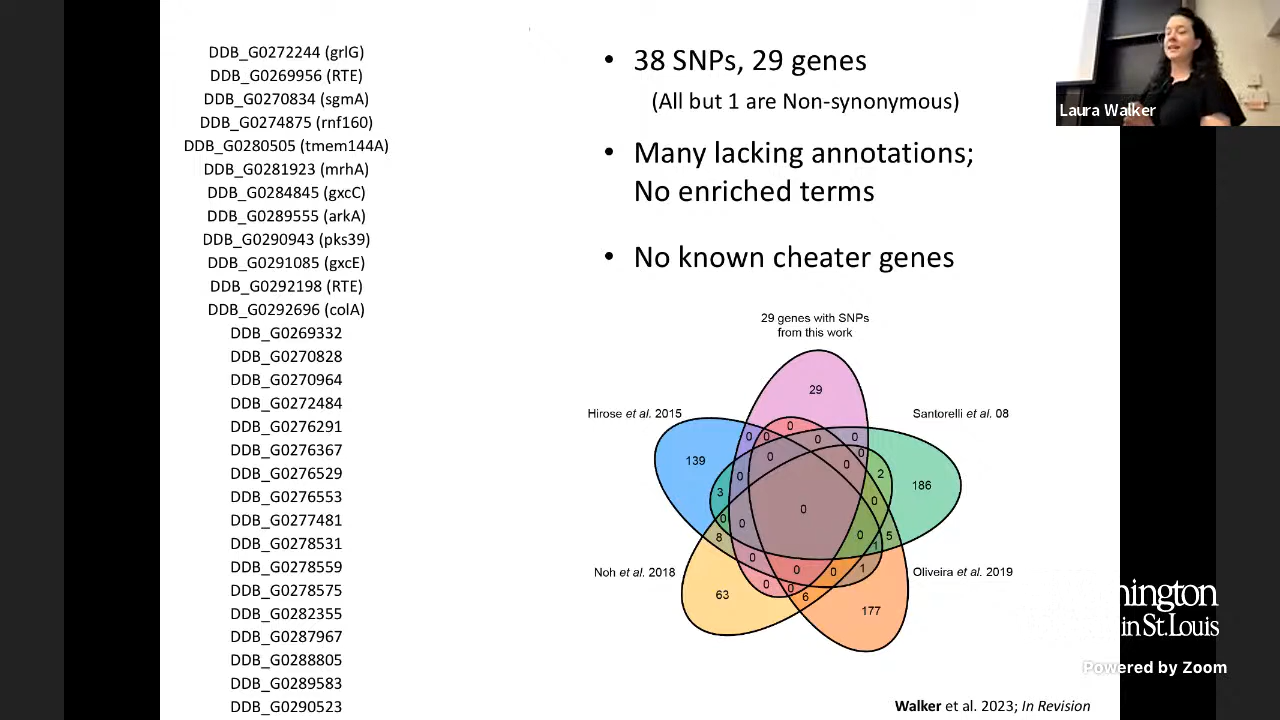 DDB_G0272244 (grlG)
DDB_G0269956 (RTE)
DDB_G0270834 (sgmA)
DDB_G0274875 (rnf160)
DDB_G0280505 (tmem144A)
DDB_G0281923 (mrhA)
DDB_G0284845 (gxcC)
DDB_G0289555 (arkA)
DDB_G0290943 (pks39)
DDB_G0291085 (gxcE)
DDB_G0292198 (RTE)
DDB_G0292696 (colA)
DDB_G0269332
DDB_G0270828
DDB_G0270964
DDB_G0272484
DDB_G0276291
DDB_G0276367
DDB_G0276529
DDB_G0276553
DDB_G0277481
DDB_G0278531
DDB_G0278559
DDB_G0278575
DDB_G0282355
DDB_G0287967
DDB_G0288805
DDB_G0289583
DDB_G0290523
• 38 SNPs, 29 genes
(All but 1 are Non-synonymous)
• Many lacking annotations;
No enriched terms
• No known cheater genes
29 genes with SNPs
from this work
Hirose et al. 2015
Santorelli et al. 08
29
0 0 0 0 0
0 0 0
139
0 2
186
3 0
0
0 0
8 0 5
1
0
Noh et al. 2018
0 0 1
Oliveira et al. 2019
0 0
63
6
177
Walker et al. 2023; In Revision
Laura Walker
nington
in St.Louis
Powered by Zoom